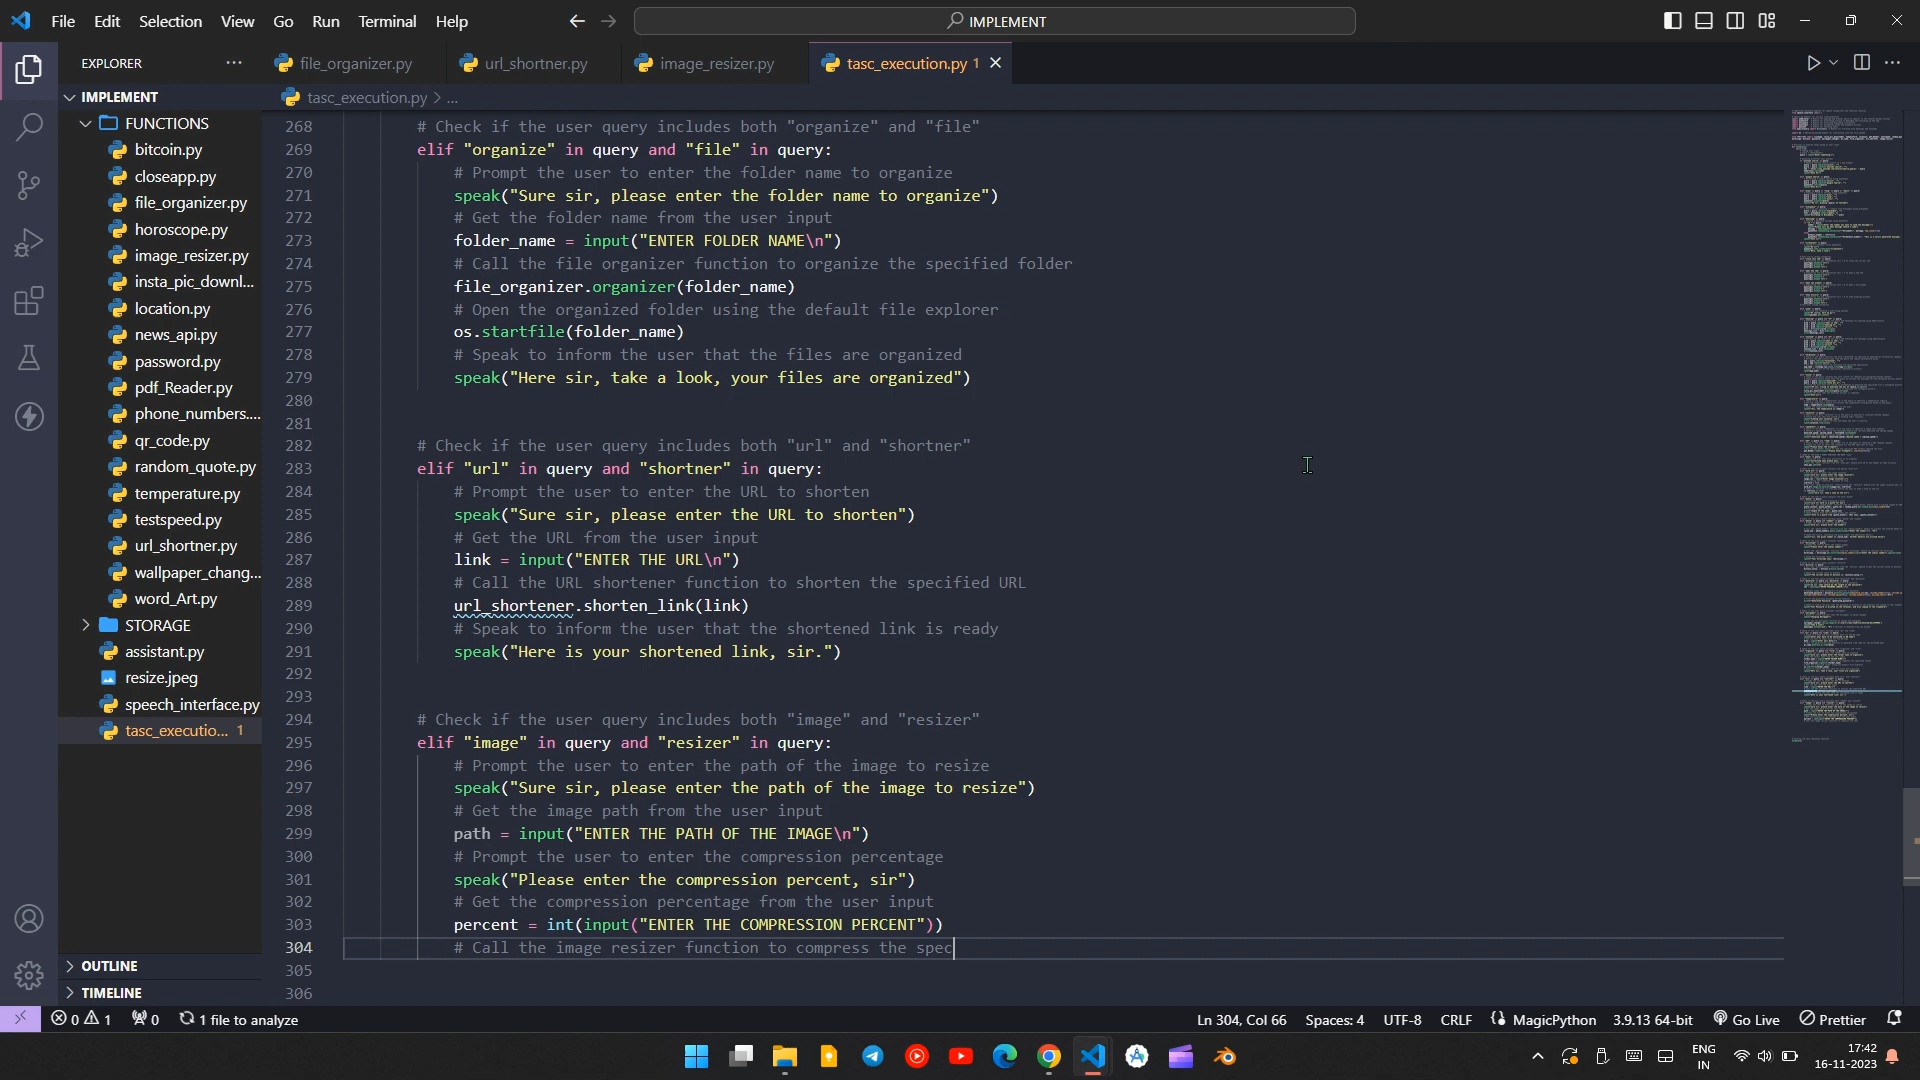 File Edit Selection View Go Run Terminal Help
IMPLEMENT
EXPLORER
file_organizer.py
url_shortner.py
image_resizer.py
tasc_execution.py 1
IMPLEMENT
tasc_execution.py > ...
FUNCTIONS
bitcoin.py
closeapp.py
file_organizer.py
horoscope.py
image_resizer.py
insta_pic_downl...
location.py
news_api.py
password.py
pdf_Reader.py
phone_numbers....
qr_code.py
random_quote.py
temperature.py
testspeed.py
url_shortner.py
wallpaper_chang...
word_Art.py
STORAGE
assistant.py
resize.jpeg
speech_interface.py
tasc_executio... 1
OUTLINE
TIMELINE
268 # Check if the user query includes both "organize" and "file"
269 elif "organize" in query and "file" in query:
270 # Prompt the user to enter the folder name to organize
271 speak("Sure sir, please enter the folder name to organize")
272 # Get the folder name from the user input
273 folder_name = input("ENTER FOLDER NAME\n")
274 # Call the file organizer function to organize the specified folder
275 file_organizer.organizer(folder_name)
276 # Open the organized folder using the default file explorer
277 os.startfile(folder_name)
278 # Speak to inform the user that the files are organized
279 speak("Here sir, take a look, your files are organized")
280
281
282 # Check if the user query includes both "url" and "shortner"
283 elif "url" in query and "shortner" in query:
284 # Prompt the user to enter the URL to shorten
285 speak("Sure sir, please enter the URL to shorten")
286 # Get the URL from the user input
287 link = input("ENTER THE URL\n")
288 # Call the URL shortener function to shorten the specified URL
289 url_shortener.shorten_link(link)
290 # Speak to inform the user that the shortened link is ready
291 speak("Here is your shortened link, sir.")
292
293
294 # Check if the user query includes both "image" and "resizer"
295 elif "image" in query and "resizer" in query:
296 # Prompt the user to enter the path of the image to resize
297 speak("Sure sir, please enter the path of the image to resize")
298 # Get the image path from the user input
299 path = input("ENTER THE PATH OF THE IMAGE\n")
300 # Prompt the user to enter the compression percentage
301 speak("Please enter the compression percent, sir")
302 # Get the compression percentage from the user input
303 percent = int(input("ENTER THE COMPRESSION PERCENT"))
304 # Call the image resizer function to compress the spec
305
306
0 1 0 1 file to analyze
Ln 304, Col 66 Spaces: 4 UTF-8 CRLF MagicPython 3.9.13 64-bit Go Live Prettier
ENG
IN
17:42
16-11-2023